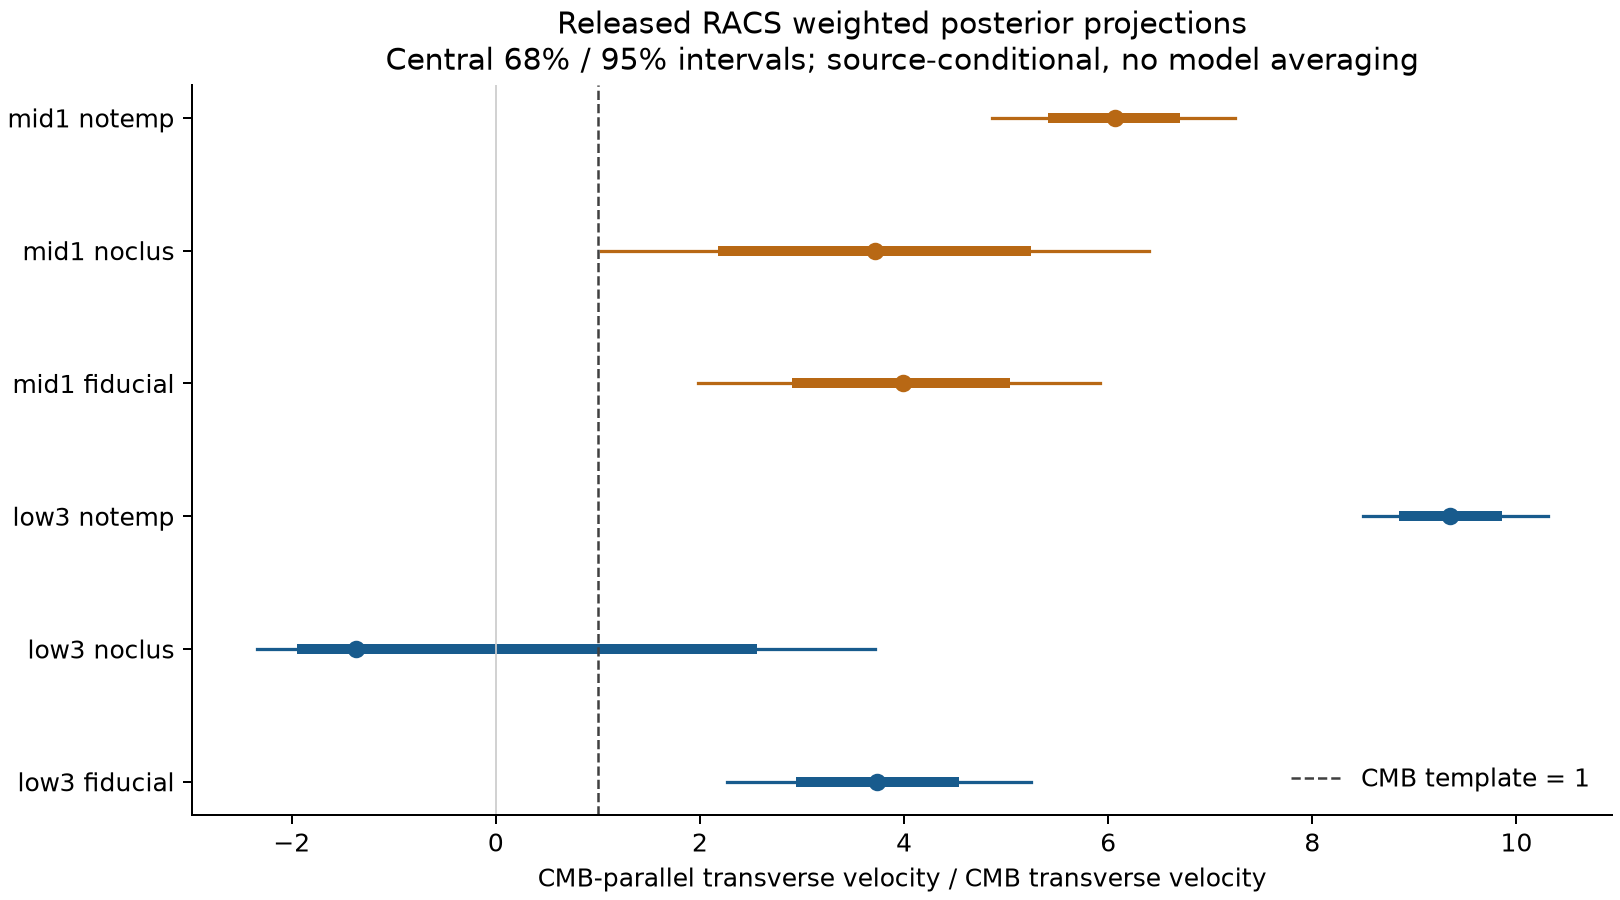 Released RACS weighted posterior projections
Central 68% / 95% intervals; source-conditional, no model averaging
mid1 notemp
mid1 noclus
mid1 fiducial
low3 notemp
low3 noclus
low3 fiducial
CMB template = 1
−2 0 2 4 6 8 10
CMB-parallel transverse velocity / CMB transverse velocity